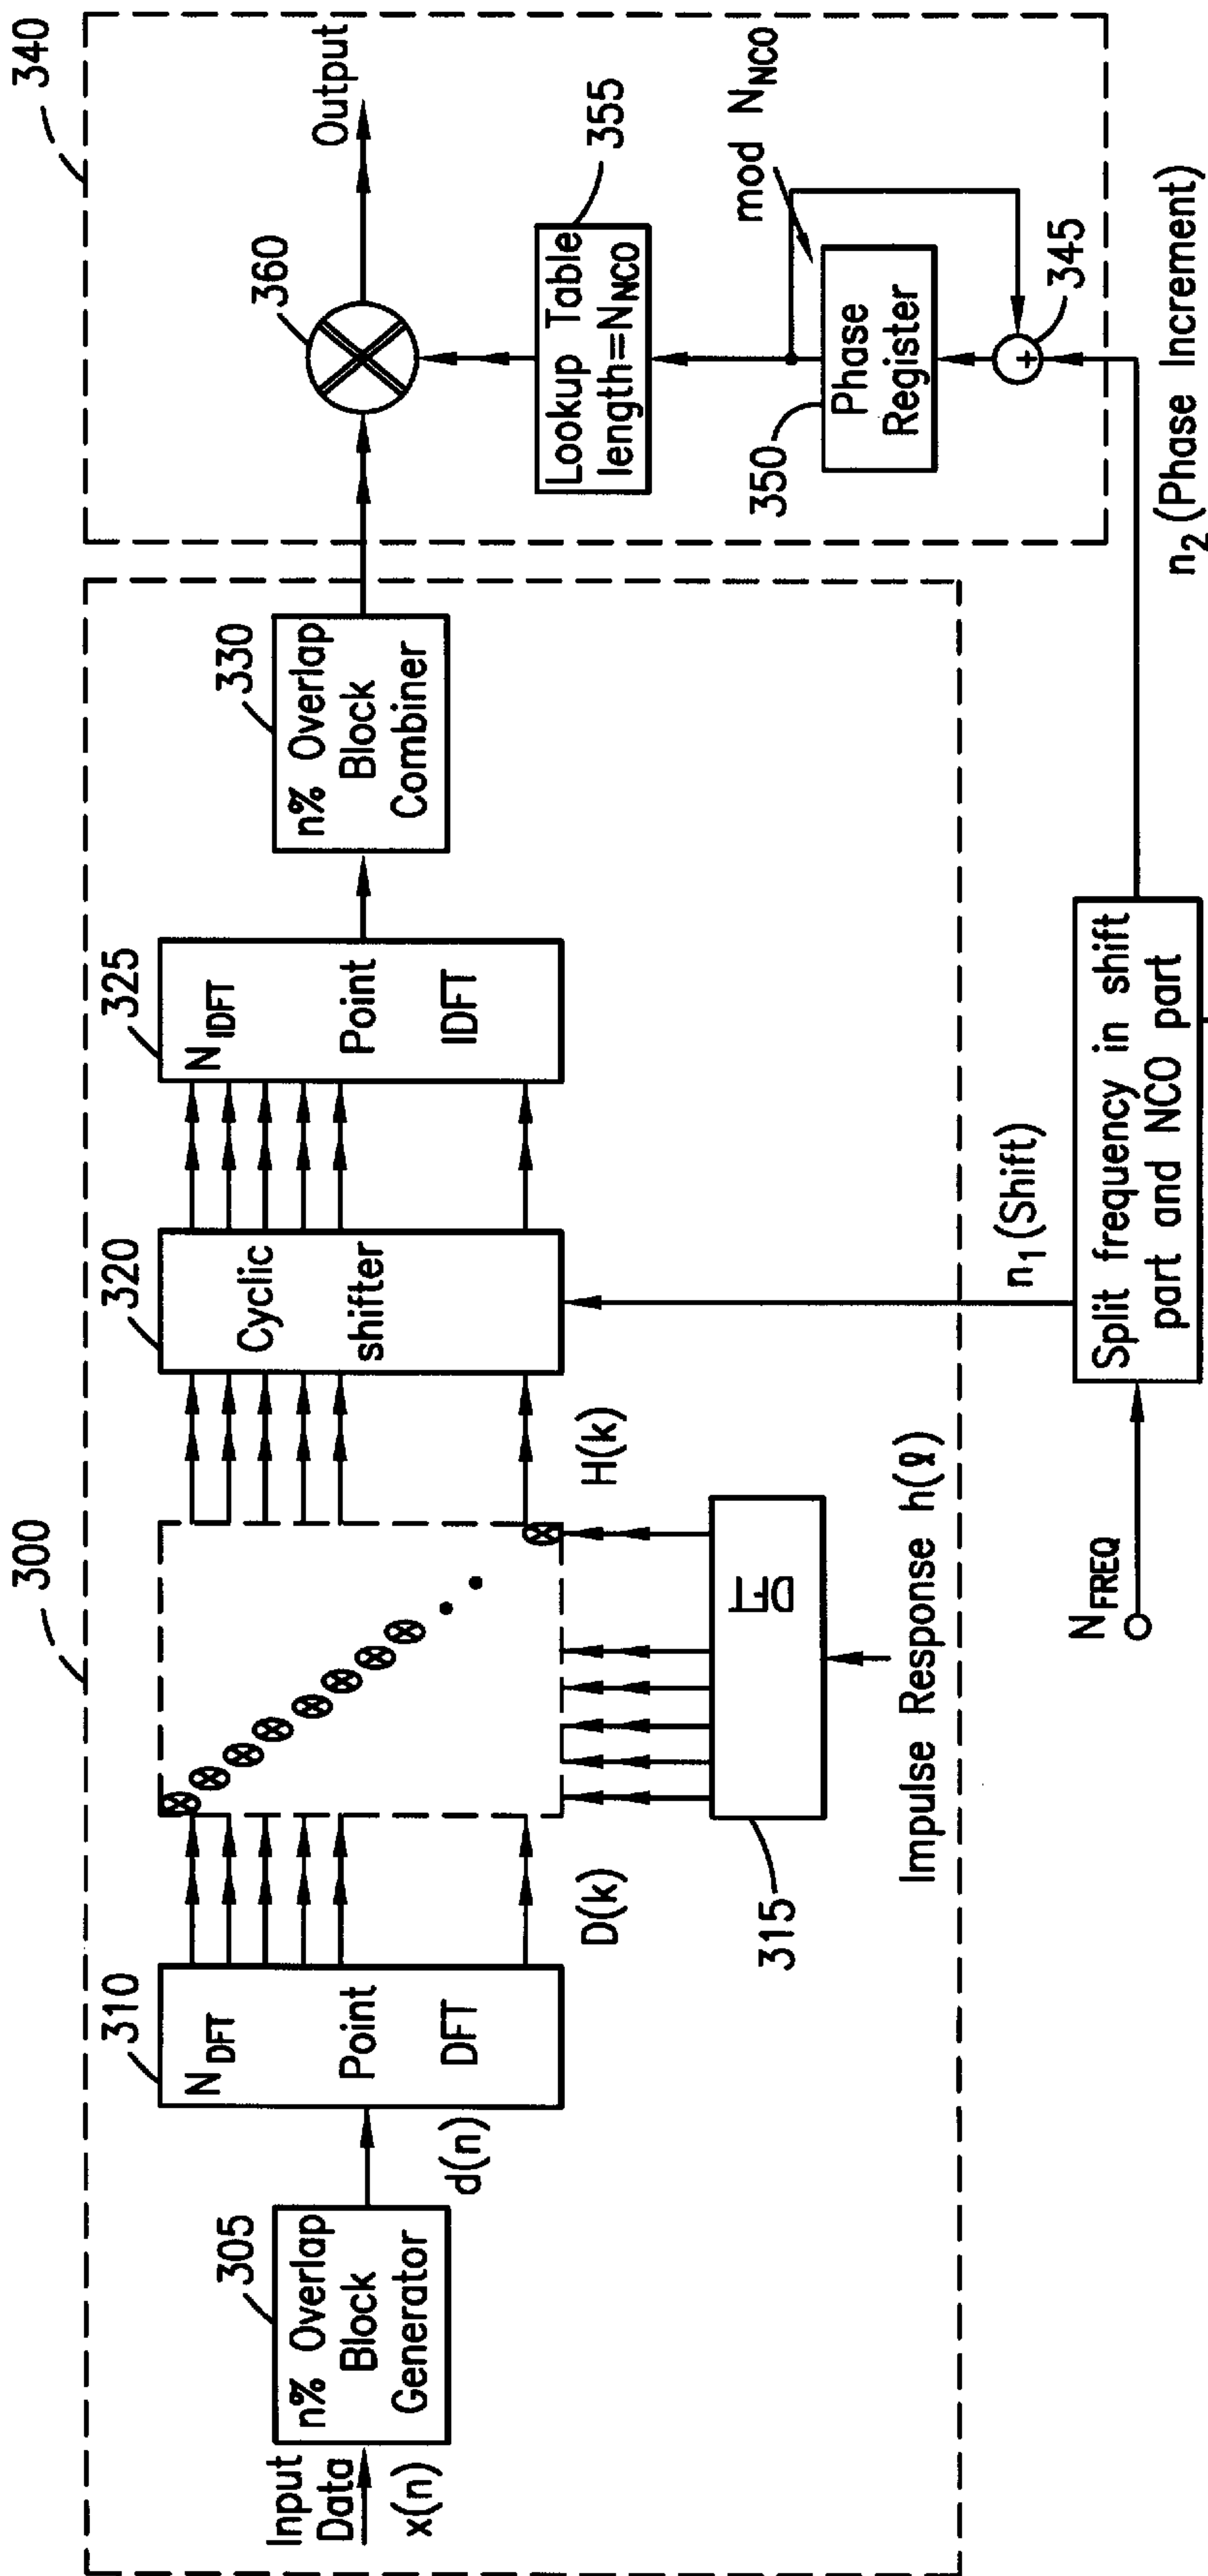 300
340
Input
Data
x(n)
305
n% Overlap
Block
Generator
d(n)
310
N_DFT
Point
DFT
D(k)
315
DFT
Impulse Response h(ℓ)
H(k)
320
Cyclic
shifter
n₁(Shift)
325
N_IDFT
Point
IDFT
330
n% Overlap
Block
Combiner
360
Output
Lookup Table
length=N_NCO
355
350
Phase
Register
mod N_NCO
+
345
N_FREQ
Split frequency in shift
part and NCO part
n₂(Phase Increment)